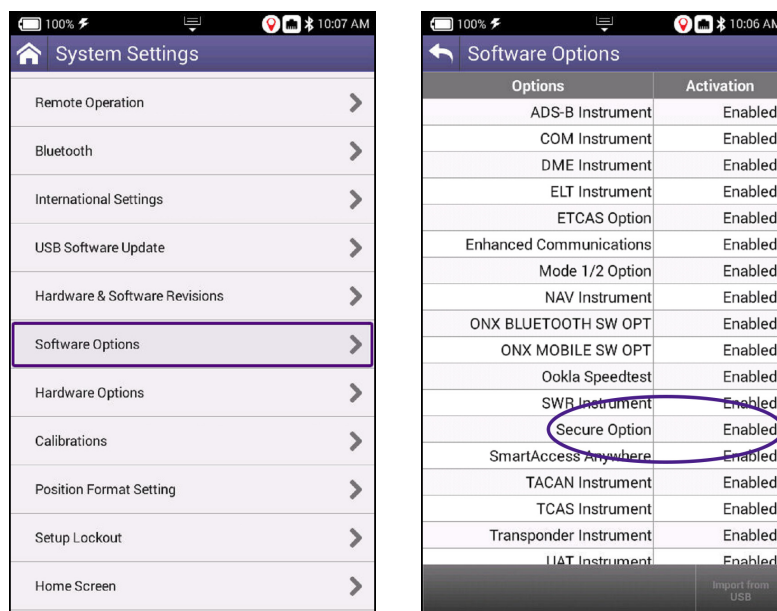 100% 10:07 AM
System Settings
Remote Operation
Bluetooth
International Settings
USB Software Update
Hardware & Software Revisions
Software Options
Hardware Options
Calibrations
Position Format Setting
Setup Lockout
Home Screen
100% 10:06 AM
Software Options
Options Activation
ADS-B Instrument Enabled
COM Instrument Enabled
DME Instrument Enabled
ELT Instrument Enabled
ETCAS Option Enabled
Enhanced Communications Enabled
Mode 1/2 Option Enabled
NAV Instrument Enabled
ONX BLUETOOTH SW OPT Enabled
ONX MOBILE SW OPT Enabled
Ookla Speedtest Enabled
SWR Instrument Enabled
Secure Option Enabled
SmartAccess Anywhere Enabled
TACAN Instrument Enabled
TCAS Instrument Enabled
Transponder Instrument Enabled
UAT Instrument Enabled
Import from
USB